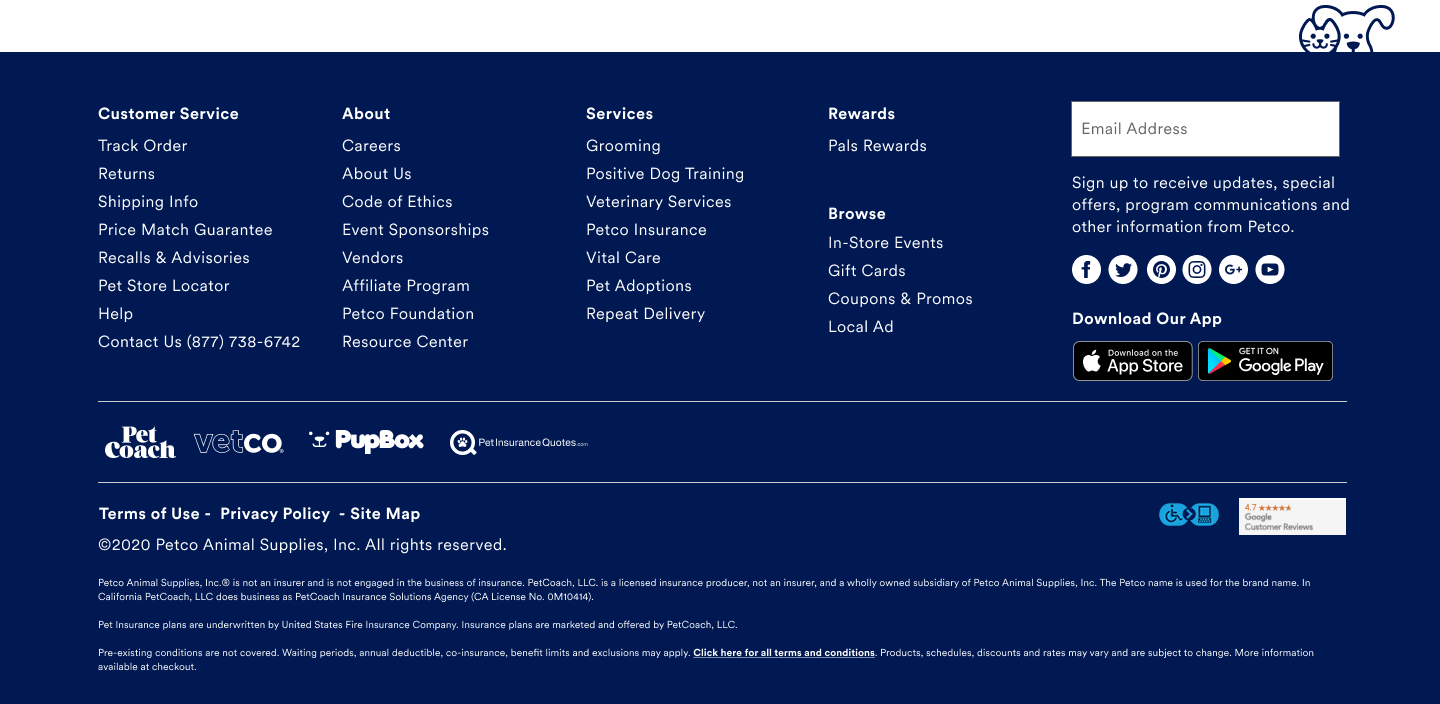 Customer Service
Track Order
Returns
Shipping Info
Price Match Guarantee
Recalls & Advisories
Pet Store Locator
Help
Contact Us (877) 738-6742
About
Careers
About Us
Code of Ethics
Event Sponsorships
Vendors
Affiliate Program
Petco Foundation
Resource Center
Services
Grooming
Positive Dog Training
Veterinary Services
Petco Insurance
Vital Care
Pet Adoptions
Repeat Delivery
Rewards
Pals Rewards
Browse
In-Store Events
Gift Cards
Coupons & Promos
Local Ad
Email Address
Sign up to receive updates, special
offers, program communications and
other information from Petco.
G+
Download Our App
Download on the
App Store
GET IT ON
Google Play
Pet
Coach
vetco®
PupBox
PetInsuranceQuotes.com
Terms of Use - Privacy Policy - Site Map
4.7 ★★★★★
Google
Customer Reviews
©2020 Petco Animal Supplies, Inc. All rights reserved.
Petco Animal Supplies, Inc.® is not an insurer and is not engaged in the business of insurance. PetCoach, LLC. is a licensed insurance producer, not an insurer, and a wholly owned subsidiary of Petco Animal Supplies, Inc. The Petco name is used for the brand name. In
California PetCoach, LLC does business as PetCoach Insurance Solutions Agency (CA License No. 0M10414).
Pet Insurance plans are underwritten by United States Fire Insurance Company. Insurance plans are marketed and offered by PetCoach, LLC.
Pre-existing conditions are not covered. Waiting periods, annual deductible, co-insurance, benefit limits and exclusions may apply. Click here for all terms and conditions. Products, schedules, discounts and rates may vary and are subject to change. More information
available at checkout.